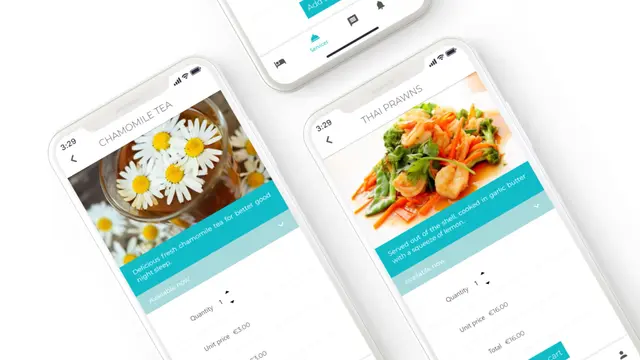 Add
Services
3:29
CHAMOMILE TEA
Delicious fresh chamomile tea for better good
night sleep.
Available now
Quantity 1
Unit price €3.00
€3.00
3:29
THAI PRAWNS
Served out of the shell, cooked in garlic butter
with a squeeze of lemon.
Available now
Quantity 1
Unit price €16.00
Total €16.00
cart